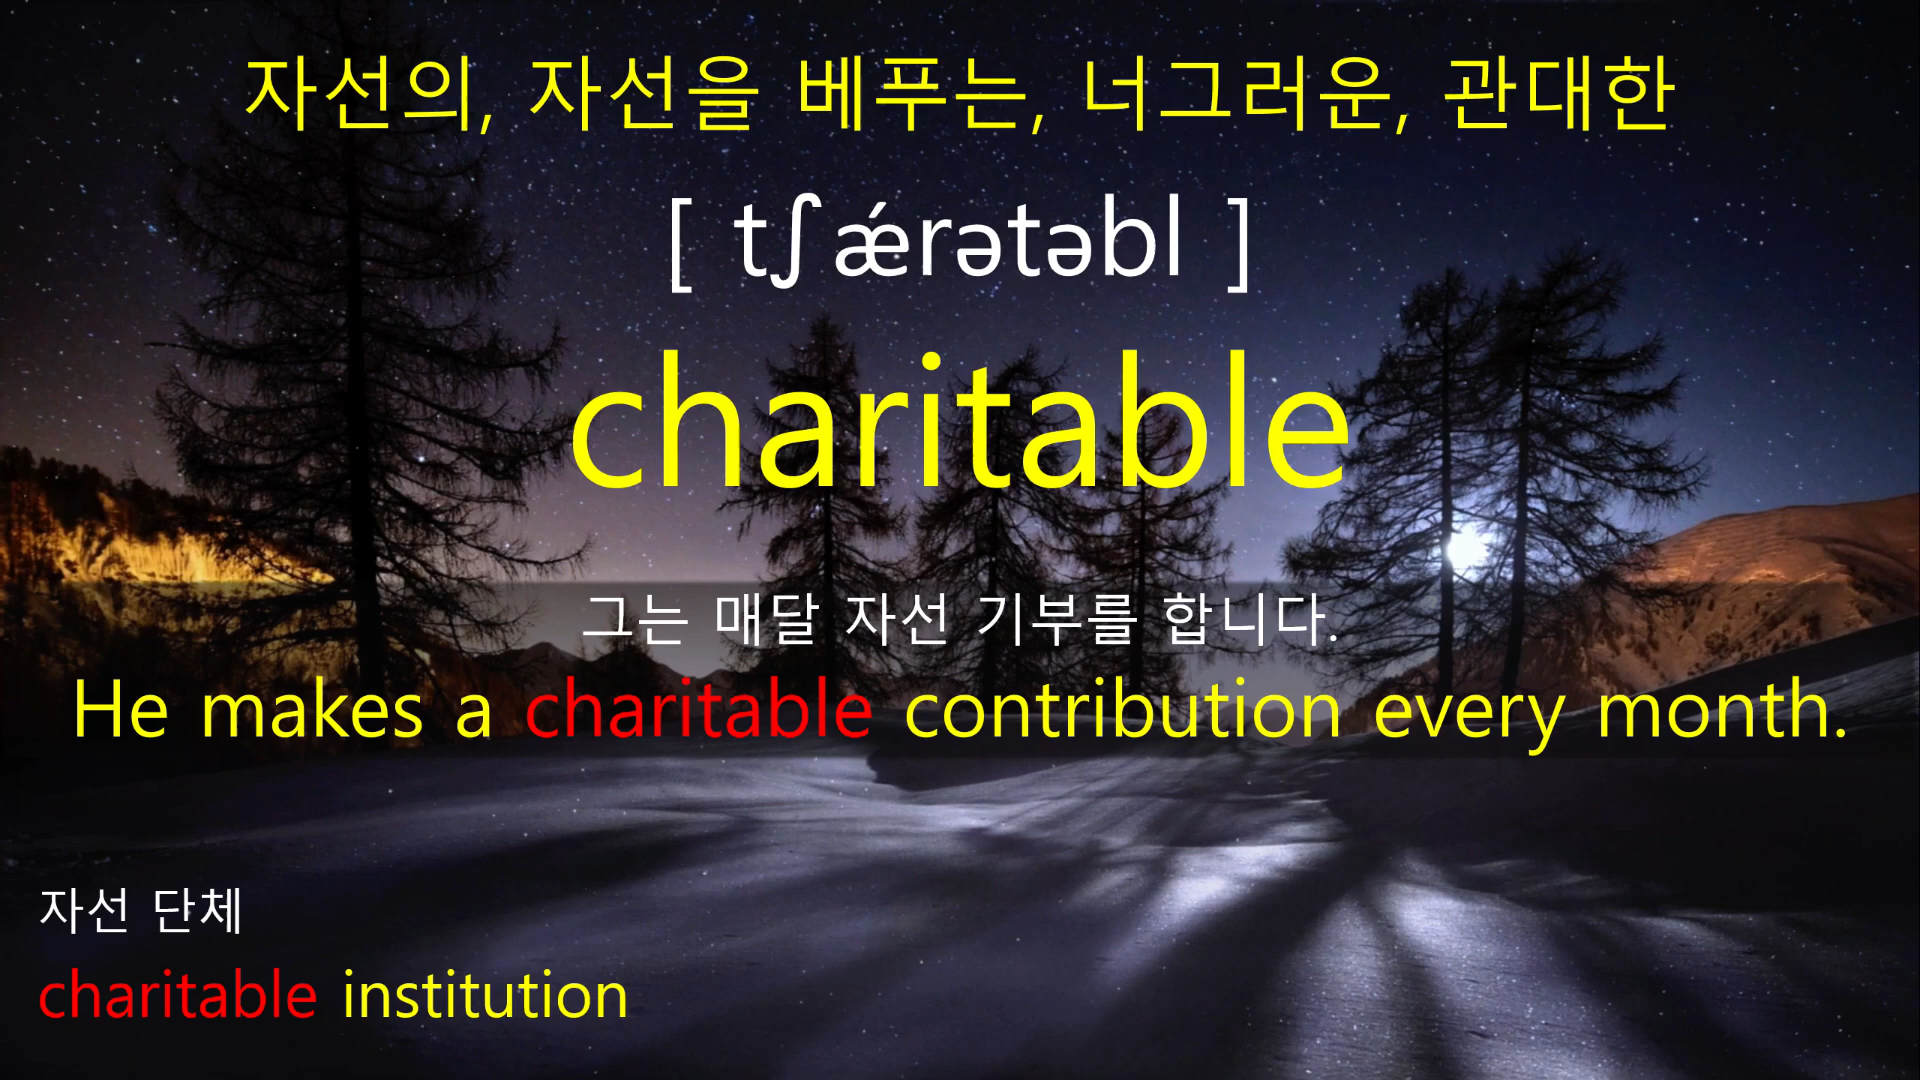 자선의, 자선을 베푸는, 너그러운, 관대한
[ tʃǽrətəbl ]
charitable
그는 매달 자선 기부를 합니다.
He makes a charitable contribution every month.
자선 단체
charitable institution